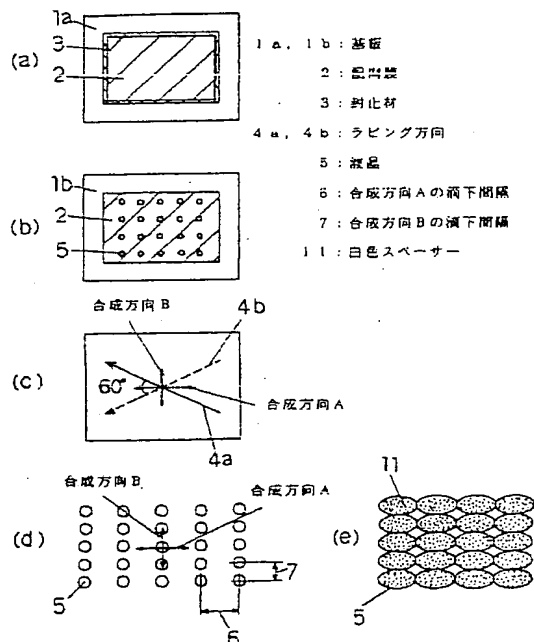 1a
3
(a)
2
1a, 1b : 基板
2 : 配向膜
3 : 封止材
4a, 4b : ラビング方向
5 : 液晶
6 : 合成方向Aの滴下間隔
7 : 合成方向Bの滴下間隔
11 : 白色スペーサー
1b
2
(b)
5
合成方向B
4b
(c)
60°
合成方向A
4a
合成方向B
合成方向A
(d)
7
5
6
11
(e)
5